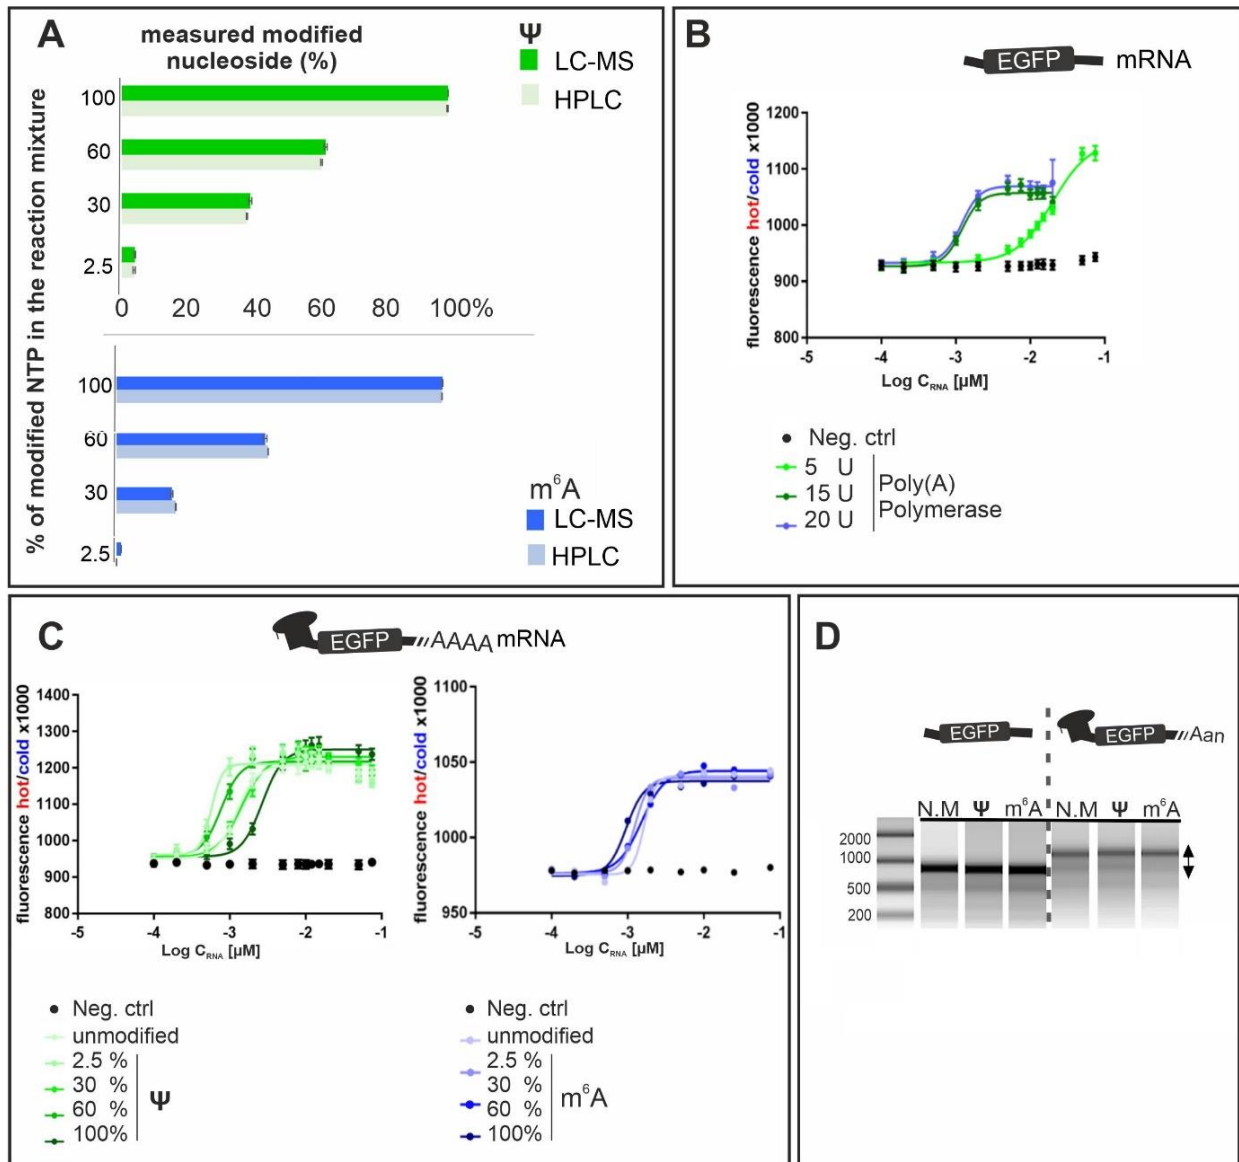 A
measured modified
nucleoside (%)
Ψ
LC-MS
HPLC
% of modified NTP in the reaction mixture
100
60
30
2.5
0 20 40 60 80 100%
100
60
30
2.5
m⁶A
LC-MS
HPLC
B
EGFP mRNA
fluorescence hot/cold x1000
1200
1100
1000
900
800
-5 -4 -3 -2 -1
Log C_RNA [µM]
Neg. ctrl
5 U
15 U
20 U
Poly(A)
Polymerase
C
EGFP AAAA mRNA
fluorescence hot/cold x1000
1400
1300
1200
1100
1000
900
800
-5 -4 -3 -2 -1
Log C_RNA [µM]
Neg. ctrl
unmodified
2.5 %
30 %
60 %
100%
Ψ
fluorescence hot/cold x1000
1100
1050
1000
950
-5 -4 -3 -2 -1
Log C_RNA [µM]
Neg. ctrl
unmodified
2.5 %
30 %
60 %
100%
m⁶A
D
EGFP EGFP Aan
N.M Ψ m⁶A N.M Ψ m⁶A
2000
1000
500
200